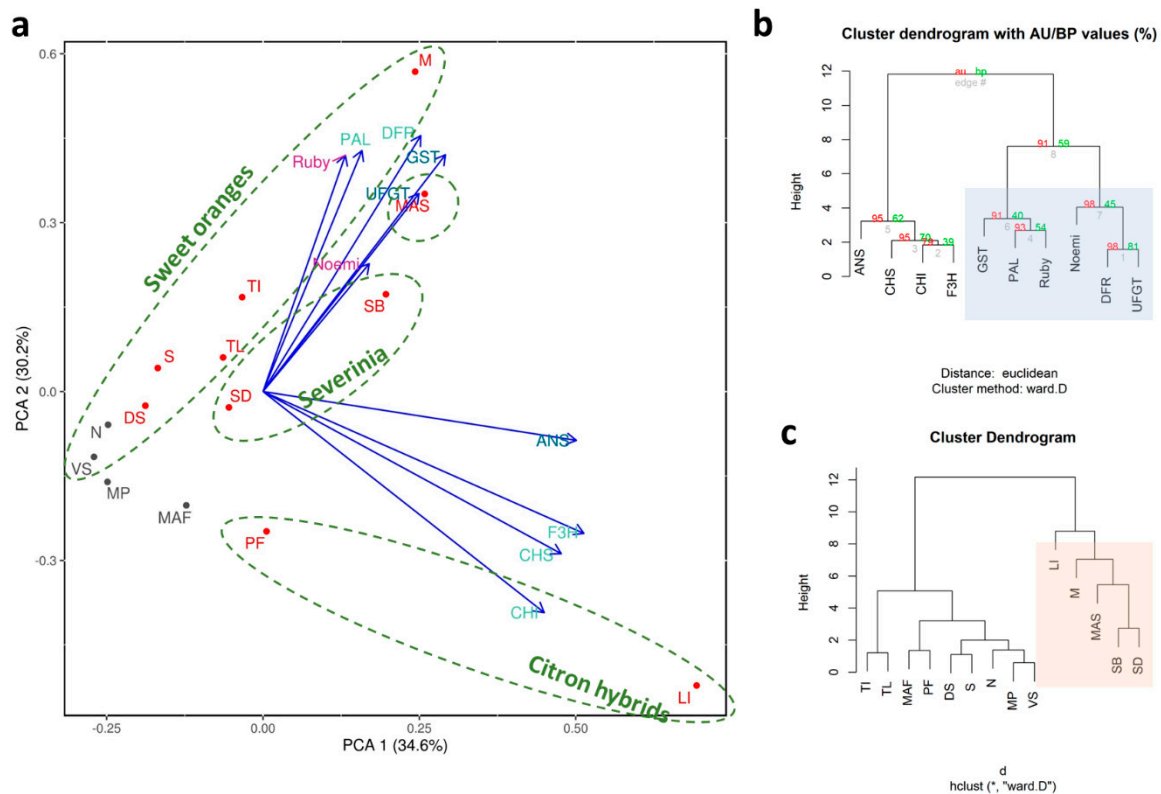 a
0.6
0.3
0.0
-0.3
PCA 2 (30.2%)
-0.25
0.00
0.25
0.50
PCA 1 (34.6%)
Sweet oranges
Severinia
Citron hybrids
M
PAL
DFR
Ruby
GST
UFGT
MAS
Noemi
TI
SB
TL
S
SD
DS
N
VS
MP
MAF
PF
ANS
F3H
CHS
CHI
LI
b
Cluster dendrogram with AU/BP values (%)
Height
12
10
8
6
4
2
0
au bp
edge #
91 59
8
95 62
5
95 70
3
79 39
2
91 40
6
93 54
4
98 45
7
98 81
1
ANS
CHS
CHI
F3H
GST
PAL
Ruby
Noemi
DFR
UFGT
Distance: euclidean
Cluster method: ward.D
c
Cluster Dendrogram
Height
12
10
8
6
4
2
0
TI
TL
MAF
PF
DS
S
N
MP
VS
LI
M
MAS
SB
SD
d
hclust (*, "ward.D")